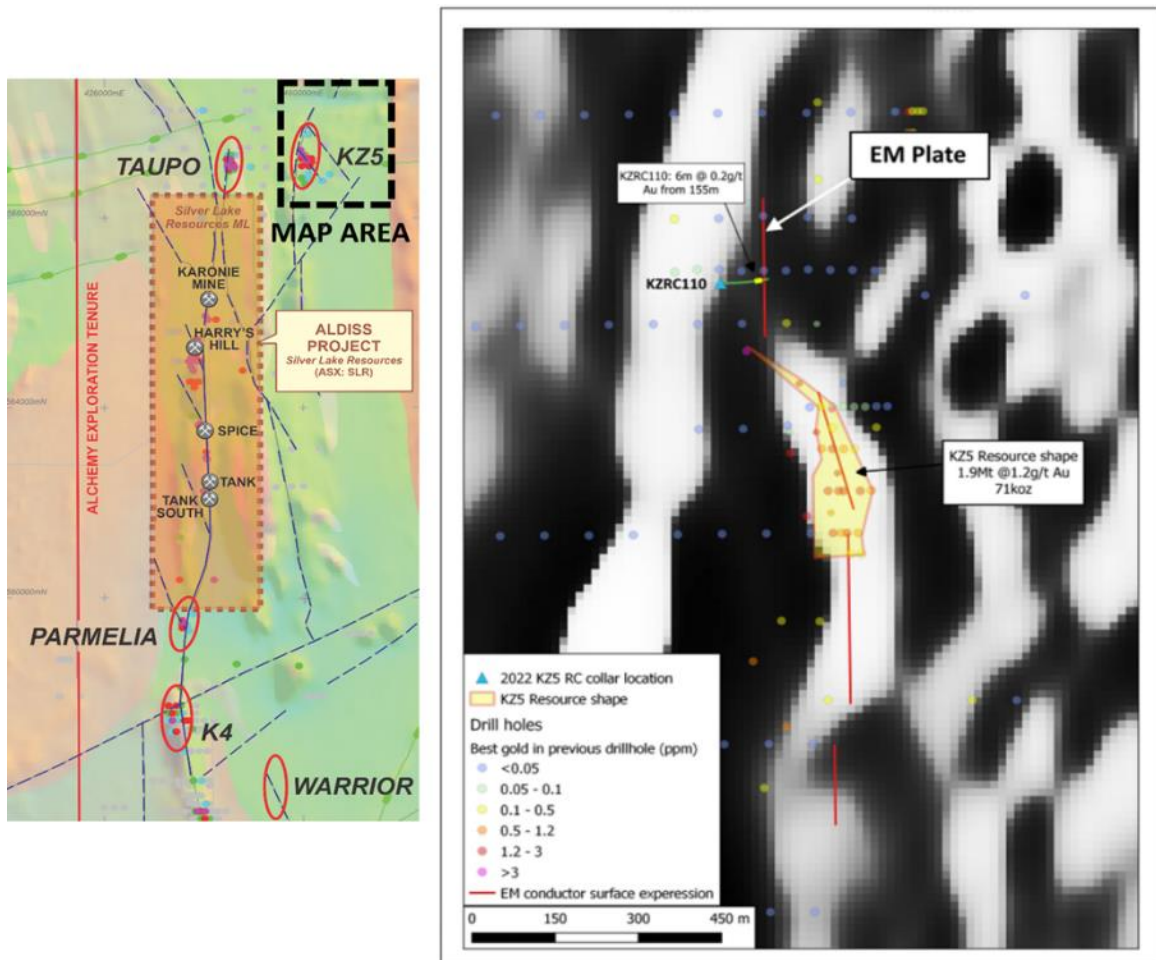 426000mE
460000mE
TAUPO
KZ5
MAP AREA
Silver Lake
Resources ML
KARONIE
MINE
HARRY'S
HILL
ALDISS
PROJECT
Silver Lake Resources
(ASX: SLR)
SPICE
TANK
TANK
SOUTH
ALCHEMY EXPLORATION TENURE
PARMELIA
K4
WARRIOR
EM Plate
KZRC110: 6m @ 0.2g/t
Au from 155m
KZRC110
KZ5 Resource shape
1.9Mt @1.2g/t Au
71koz
2022 KZ5 RC collar location
KZ5 Resource shape
Drill holes
Best gold in previous drillhole (ppm)
<0.05
0.05 - 0.1
0.1 - 0.5
0.5 - 1.2
1.2 - 3
>3
EM conductor surface experession
0 150 300 450 m